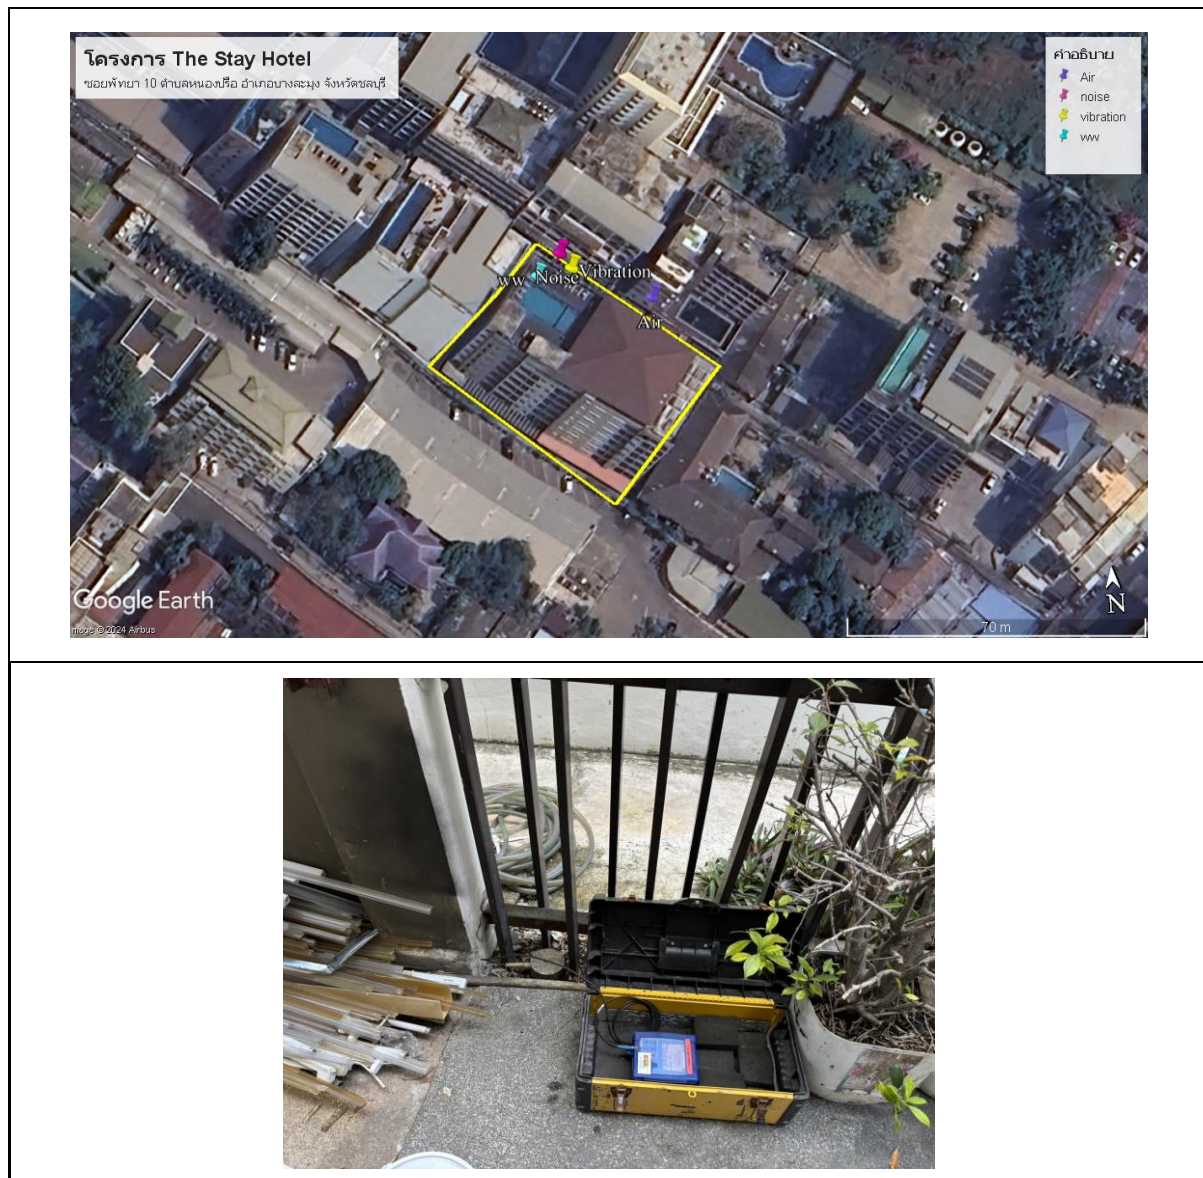 โครงการ The Stay Hotel
ซอยพัทยา 10 ตำบลหนองปรือ อำเภอบางละมุง จังหวัดชลบุรี
คำอธิบาย
Air
noise
vibration
ww
ww Noise Vibration
Air
Google Earth
N
70 m
Image © 2024 Airbus